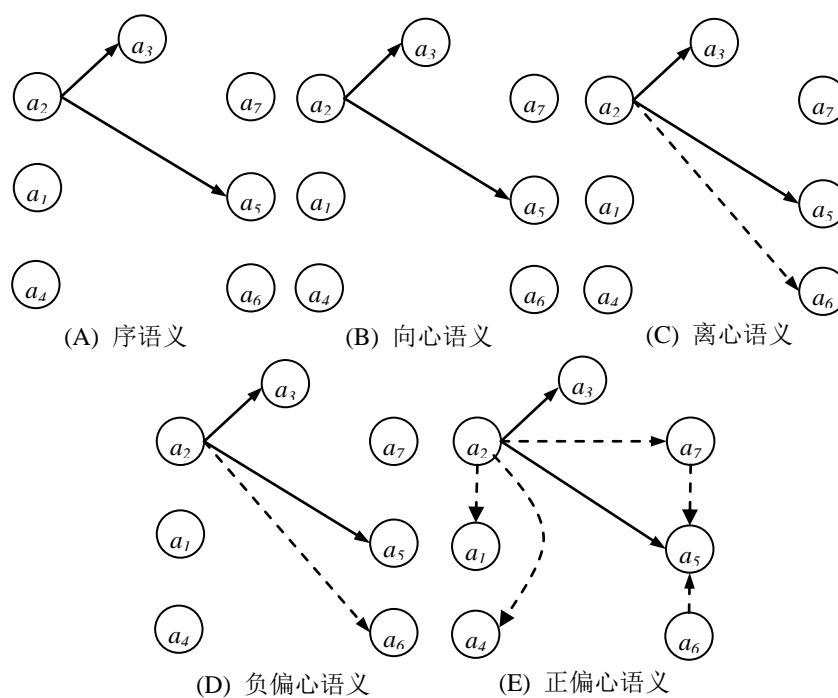 a3 a3 a3
a2 a7 a2 a7 a2 a7
a1 a5 a1 a5 a1 a5
a4 a6 a4 a6 a4 a6
(A) 序语义 (B) 向心语义 (C) 离心语义
a3 a3
a2 a7 a2 a7
a1 a5 a1 a5
a4 a6 a4 a6
(D) 负偏心语义 (E) 正偏心语义